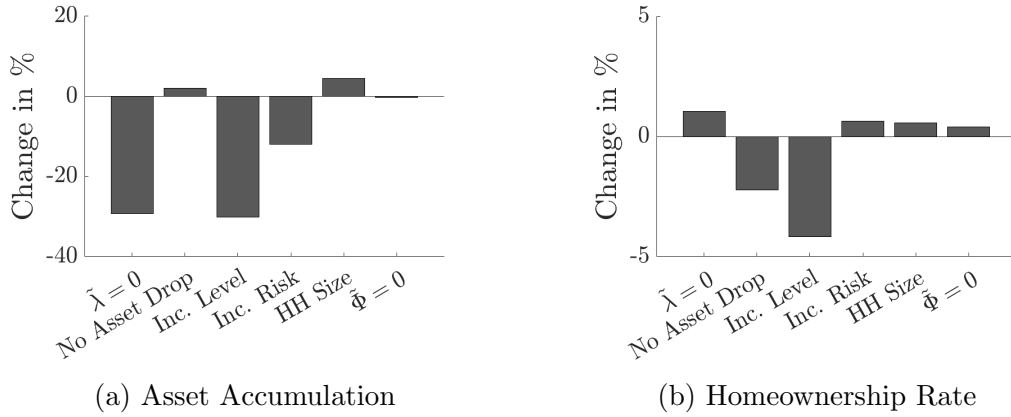 20
0
-20
-40
Change in %
λ̃ = 0
No Asset Drop
Inc. Level
Inc. Risk
HH Size
Φ̃ = 0
(a) Asset Accumulation
5
0
-5
Change in %
λ̃ = 0
No Asset Drop
Inc. Level
Inc. Risk
HH Size
Φ̃ = 0
(b) Homeownership Rate